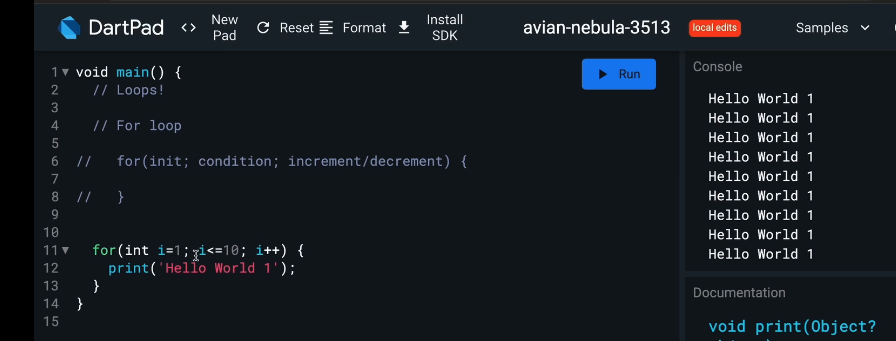 DartPad <> New Pad Reset Format Install SDK avian-nebula-3513 local edits Samples
1 void main() {
2 // Loops!
3
4 // For loop
5
6 // for(init; condition; increment/decrement) {
7
8 // }
9
10
11 for(int i=1; i<=10; i++) {
12 print('Hello World 1');
13 }
14 }
15
Run
Console
Hello World 1
Hello World 1
Hello World 1
Hello World 1
Hello World 1
Hello World 1
Hello World 1
Hello World 1
Hello World 1
Documentation
void print(Object?